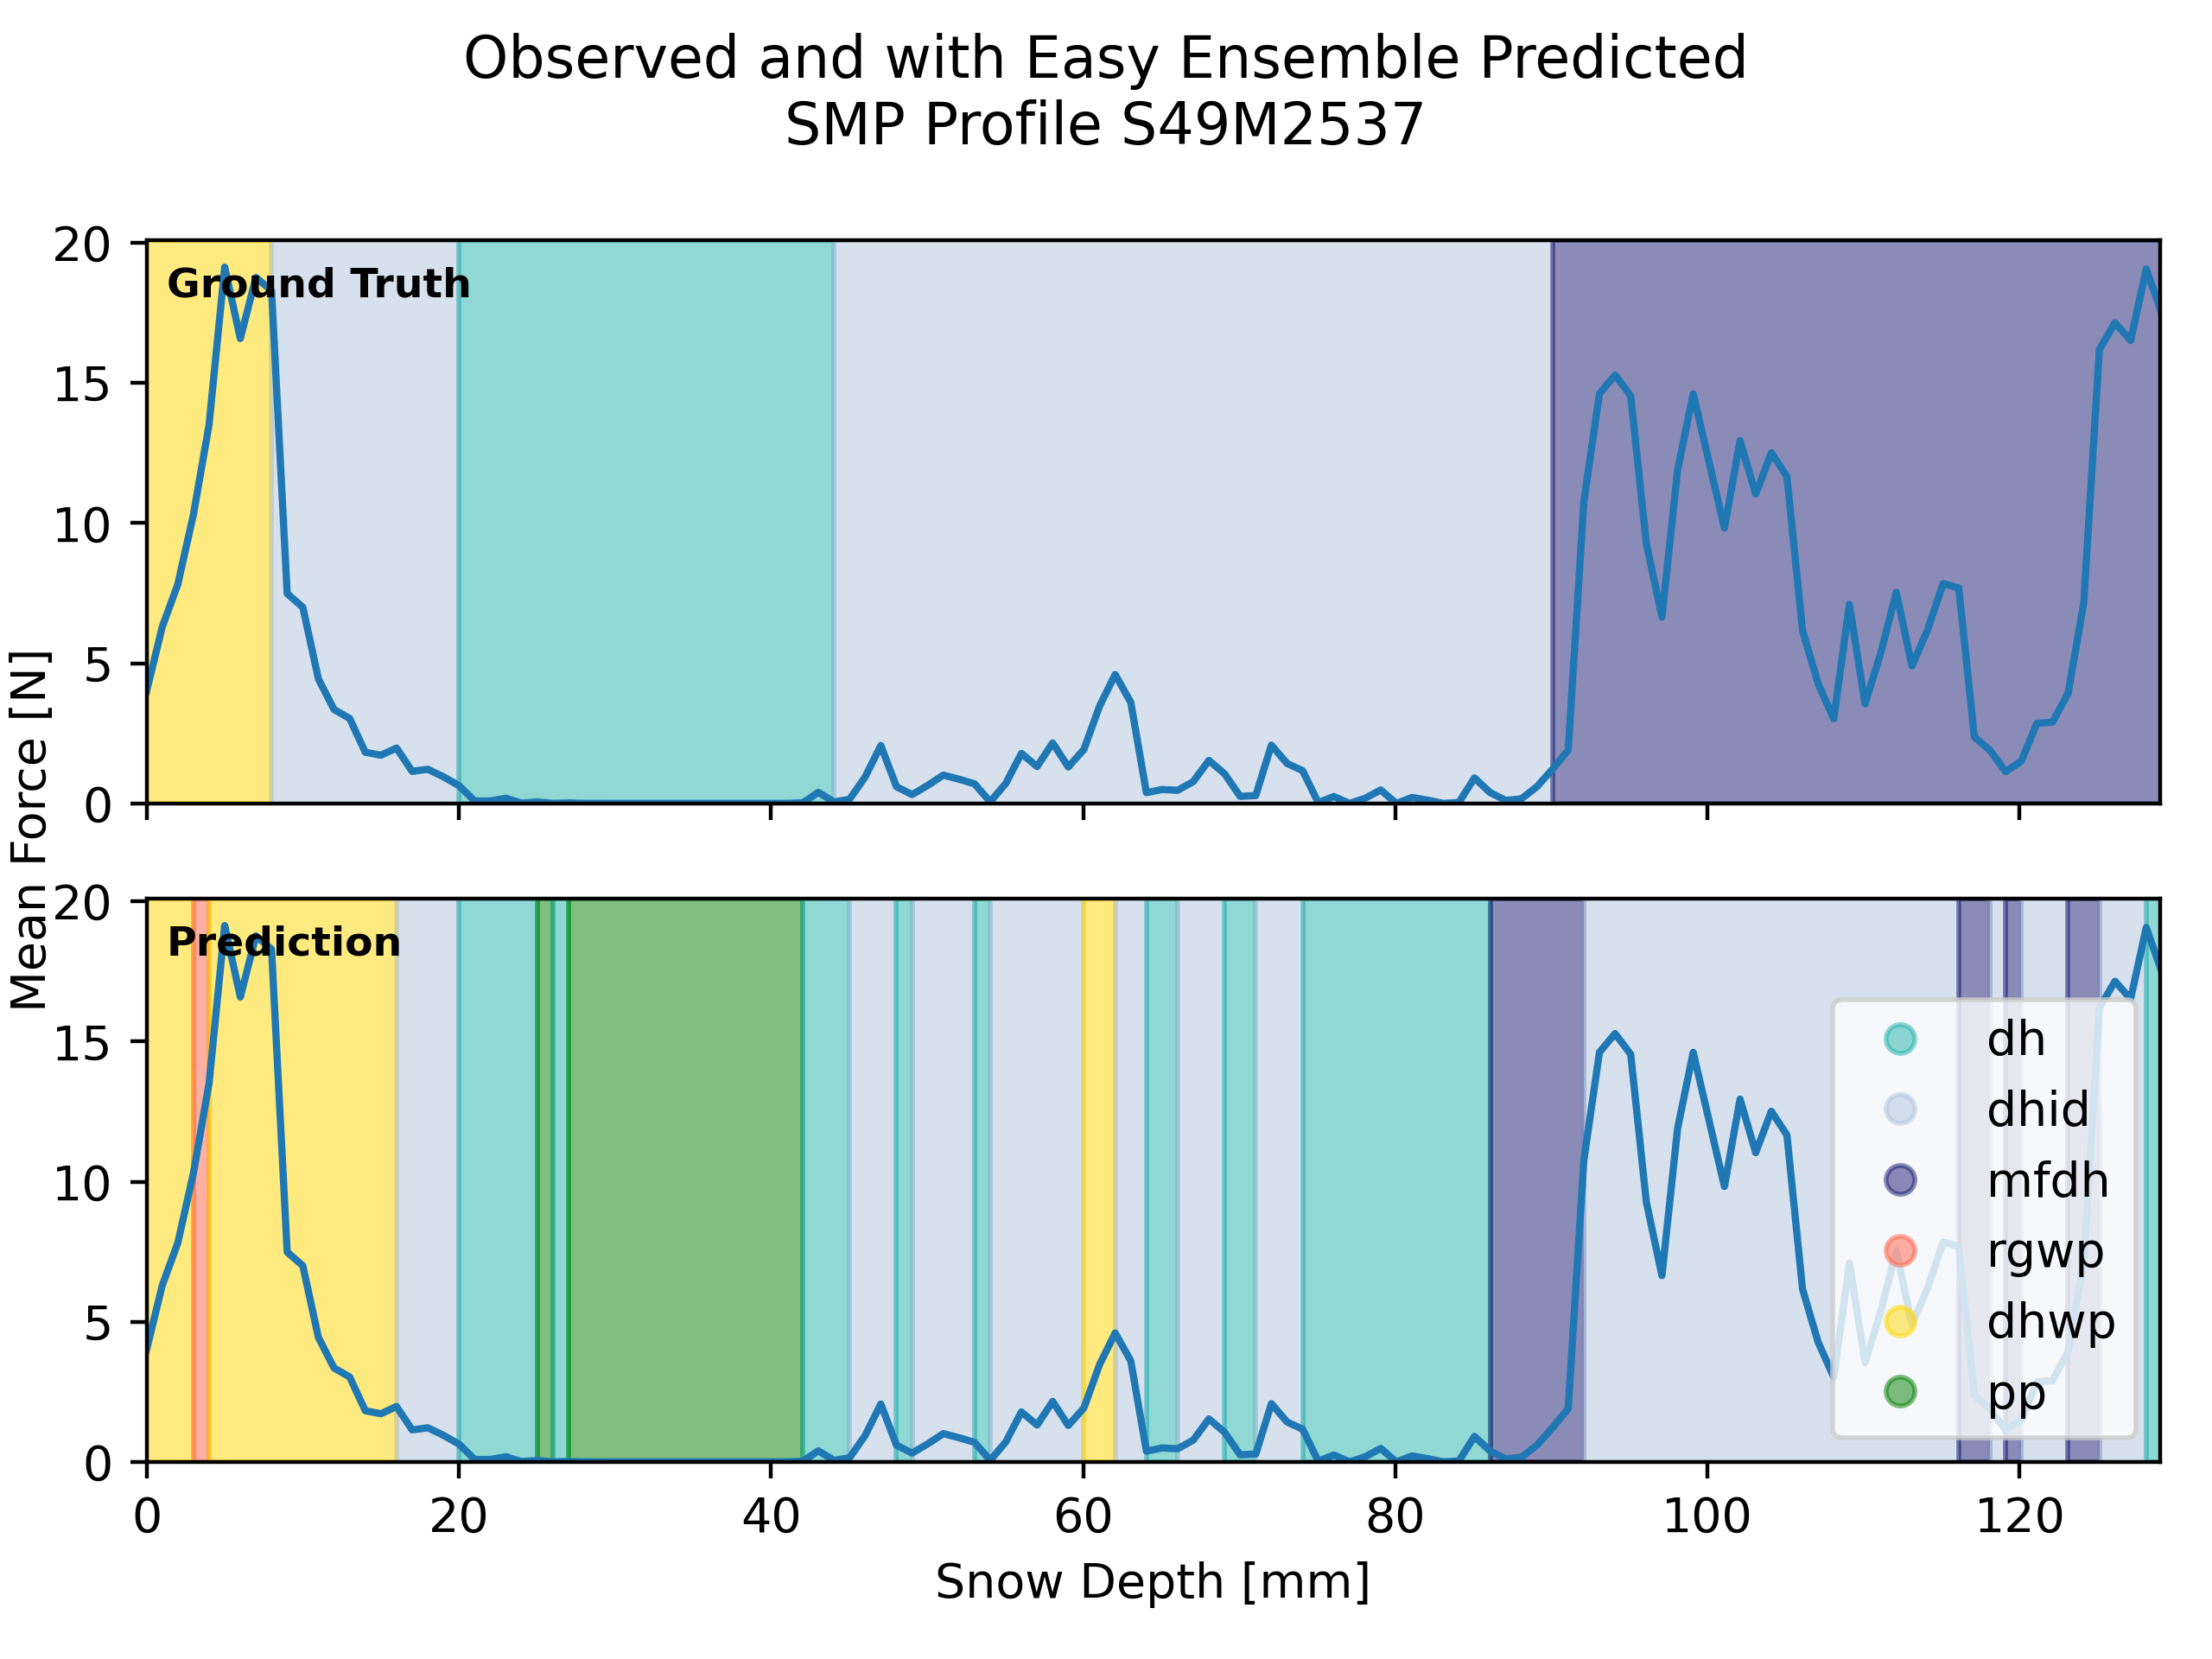 Observed and with Easy Ensemble Predicted
SMP Profile S49M2537
Mean Force [N]
20
15
10
5
0
Ground Truth
20
15
10
5
0
Prediction
dh
dhid
mfdh
rgwp
dhwp
pp
0 20 40 60 80 100 120
Snow Depth [mm]